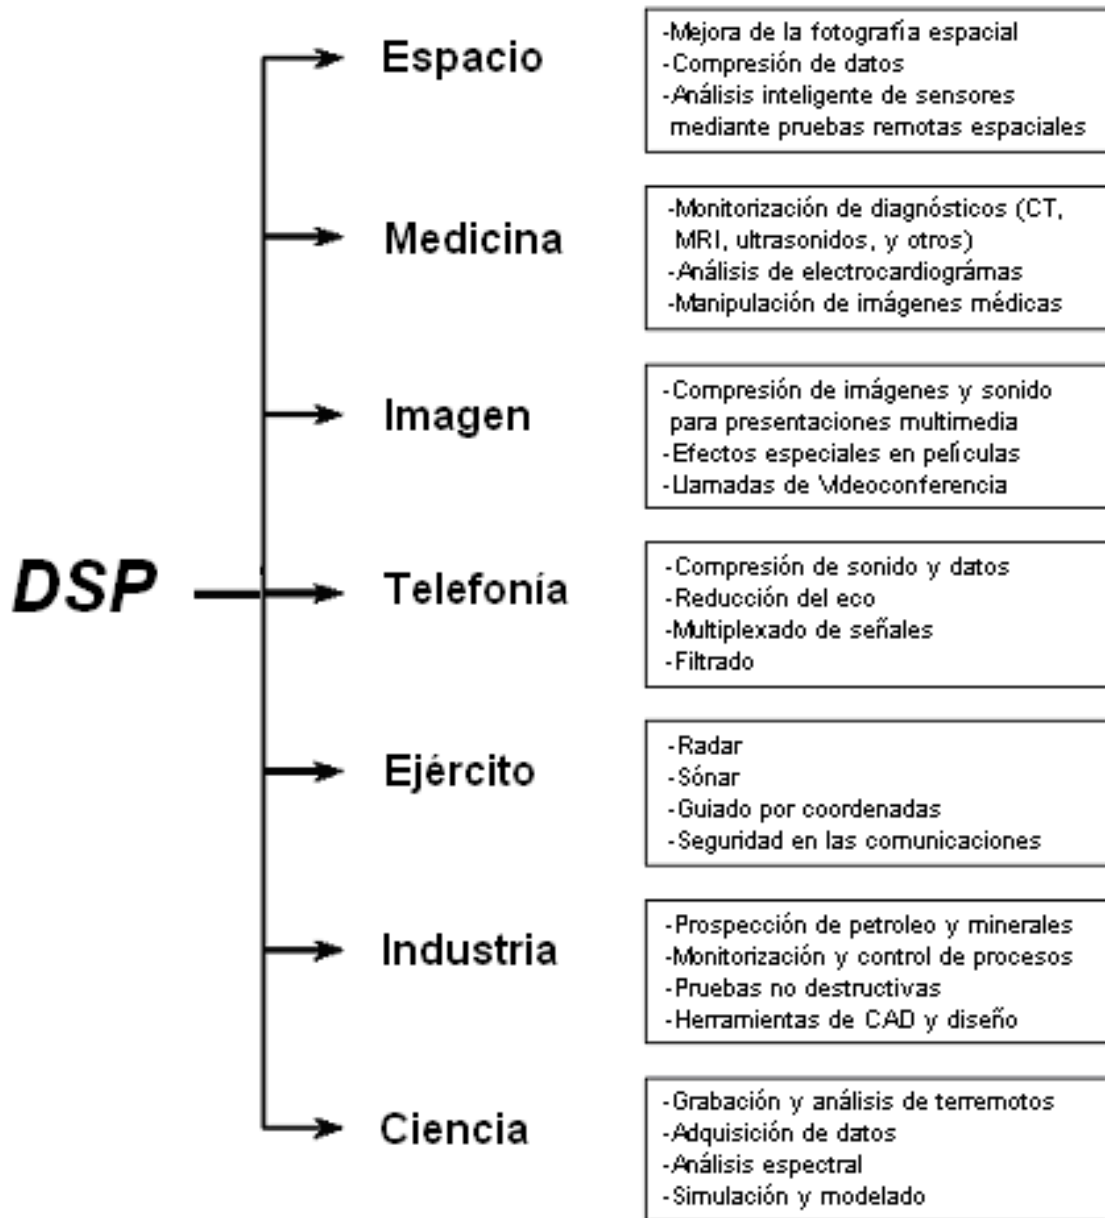 DSP
Espacio
-Mejora de la fotografía espacial
-Compresión de datos
-Análisis inteligente de sensores
mediante pruebas remotas espaciales
Medicina
-Monitorización de diagnósticos (CT,
MRI, ultrasonidos, y otros)
-Análisis de electrocardiográmas
-Manipulación de imágenes médicas
Imagen
-Compresión de imágenes y sonido
para presentaciones multimedia
-Efectos especiales en películas
-Llamadas de Videoconferencia
Telefonía
-Compresión de sonido y datos
-Reducción del eco
-Multiplexado de señales
-Filtrado
Ejército
-Radar
-Sónar
-Guiado por coordenadas
-Seguridad en las comunicaciones
Industria
-Prospección de petroleo y minerales
-Monitorización y control de procesos
-Pruebas no destructivas
-Herramientas de CAD y diseño
Ciencia
-Grabación y análisis de terremotos
-Adquisición de datos
-Análisis espectral
-Simulación y modelado